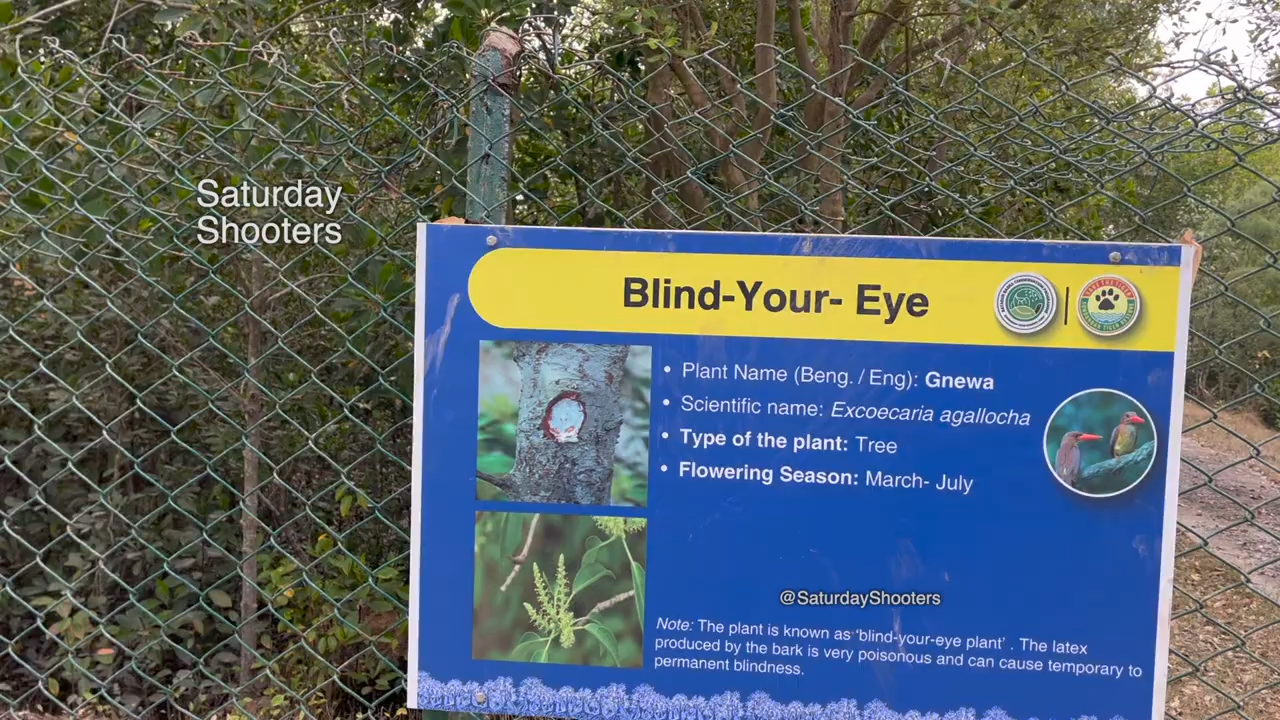 Saturday
Shooters
Blind-Your- Eye
• Plant Name (Beng. / Eng): Gnewa
• Scientific name: Excoecaria agallocha
• Type of the plant: Tree
• Flowering Season: March- July
@SaturdayShooters
Note: The plant is known as 'blind-your-eye plant' . The latex
produced by the bark is very poisonous and can cause temporary to
permanent blindness.